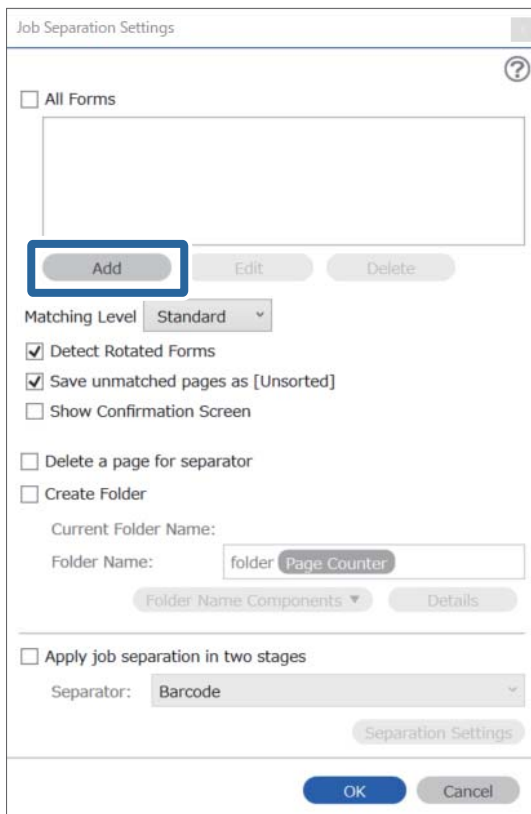 Job Separation Settings
?
All Forms
Add Edit Delete
Matching Level Standard
Detect Rotated Forms
Save unmatched pages as [Unsorted]
Show Confirmation Screen
Delete a page for separator
Create Folder
Current Folder Name:
Folder Name: folder Page Counter
Folder Name Components ▼ Details
Apply job separation in two stages
Separator: Barcode
Separation Settings
OK Cancel